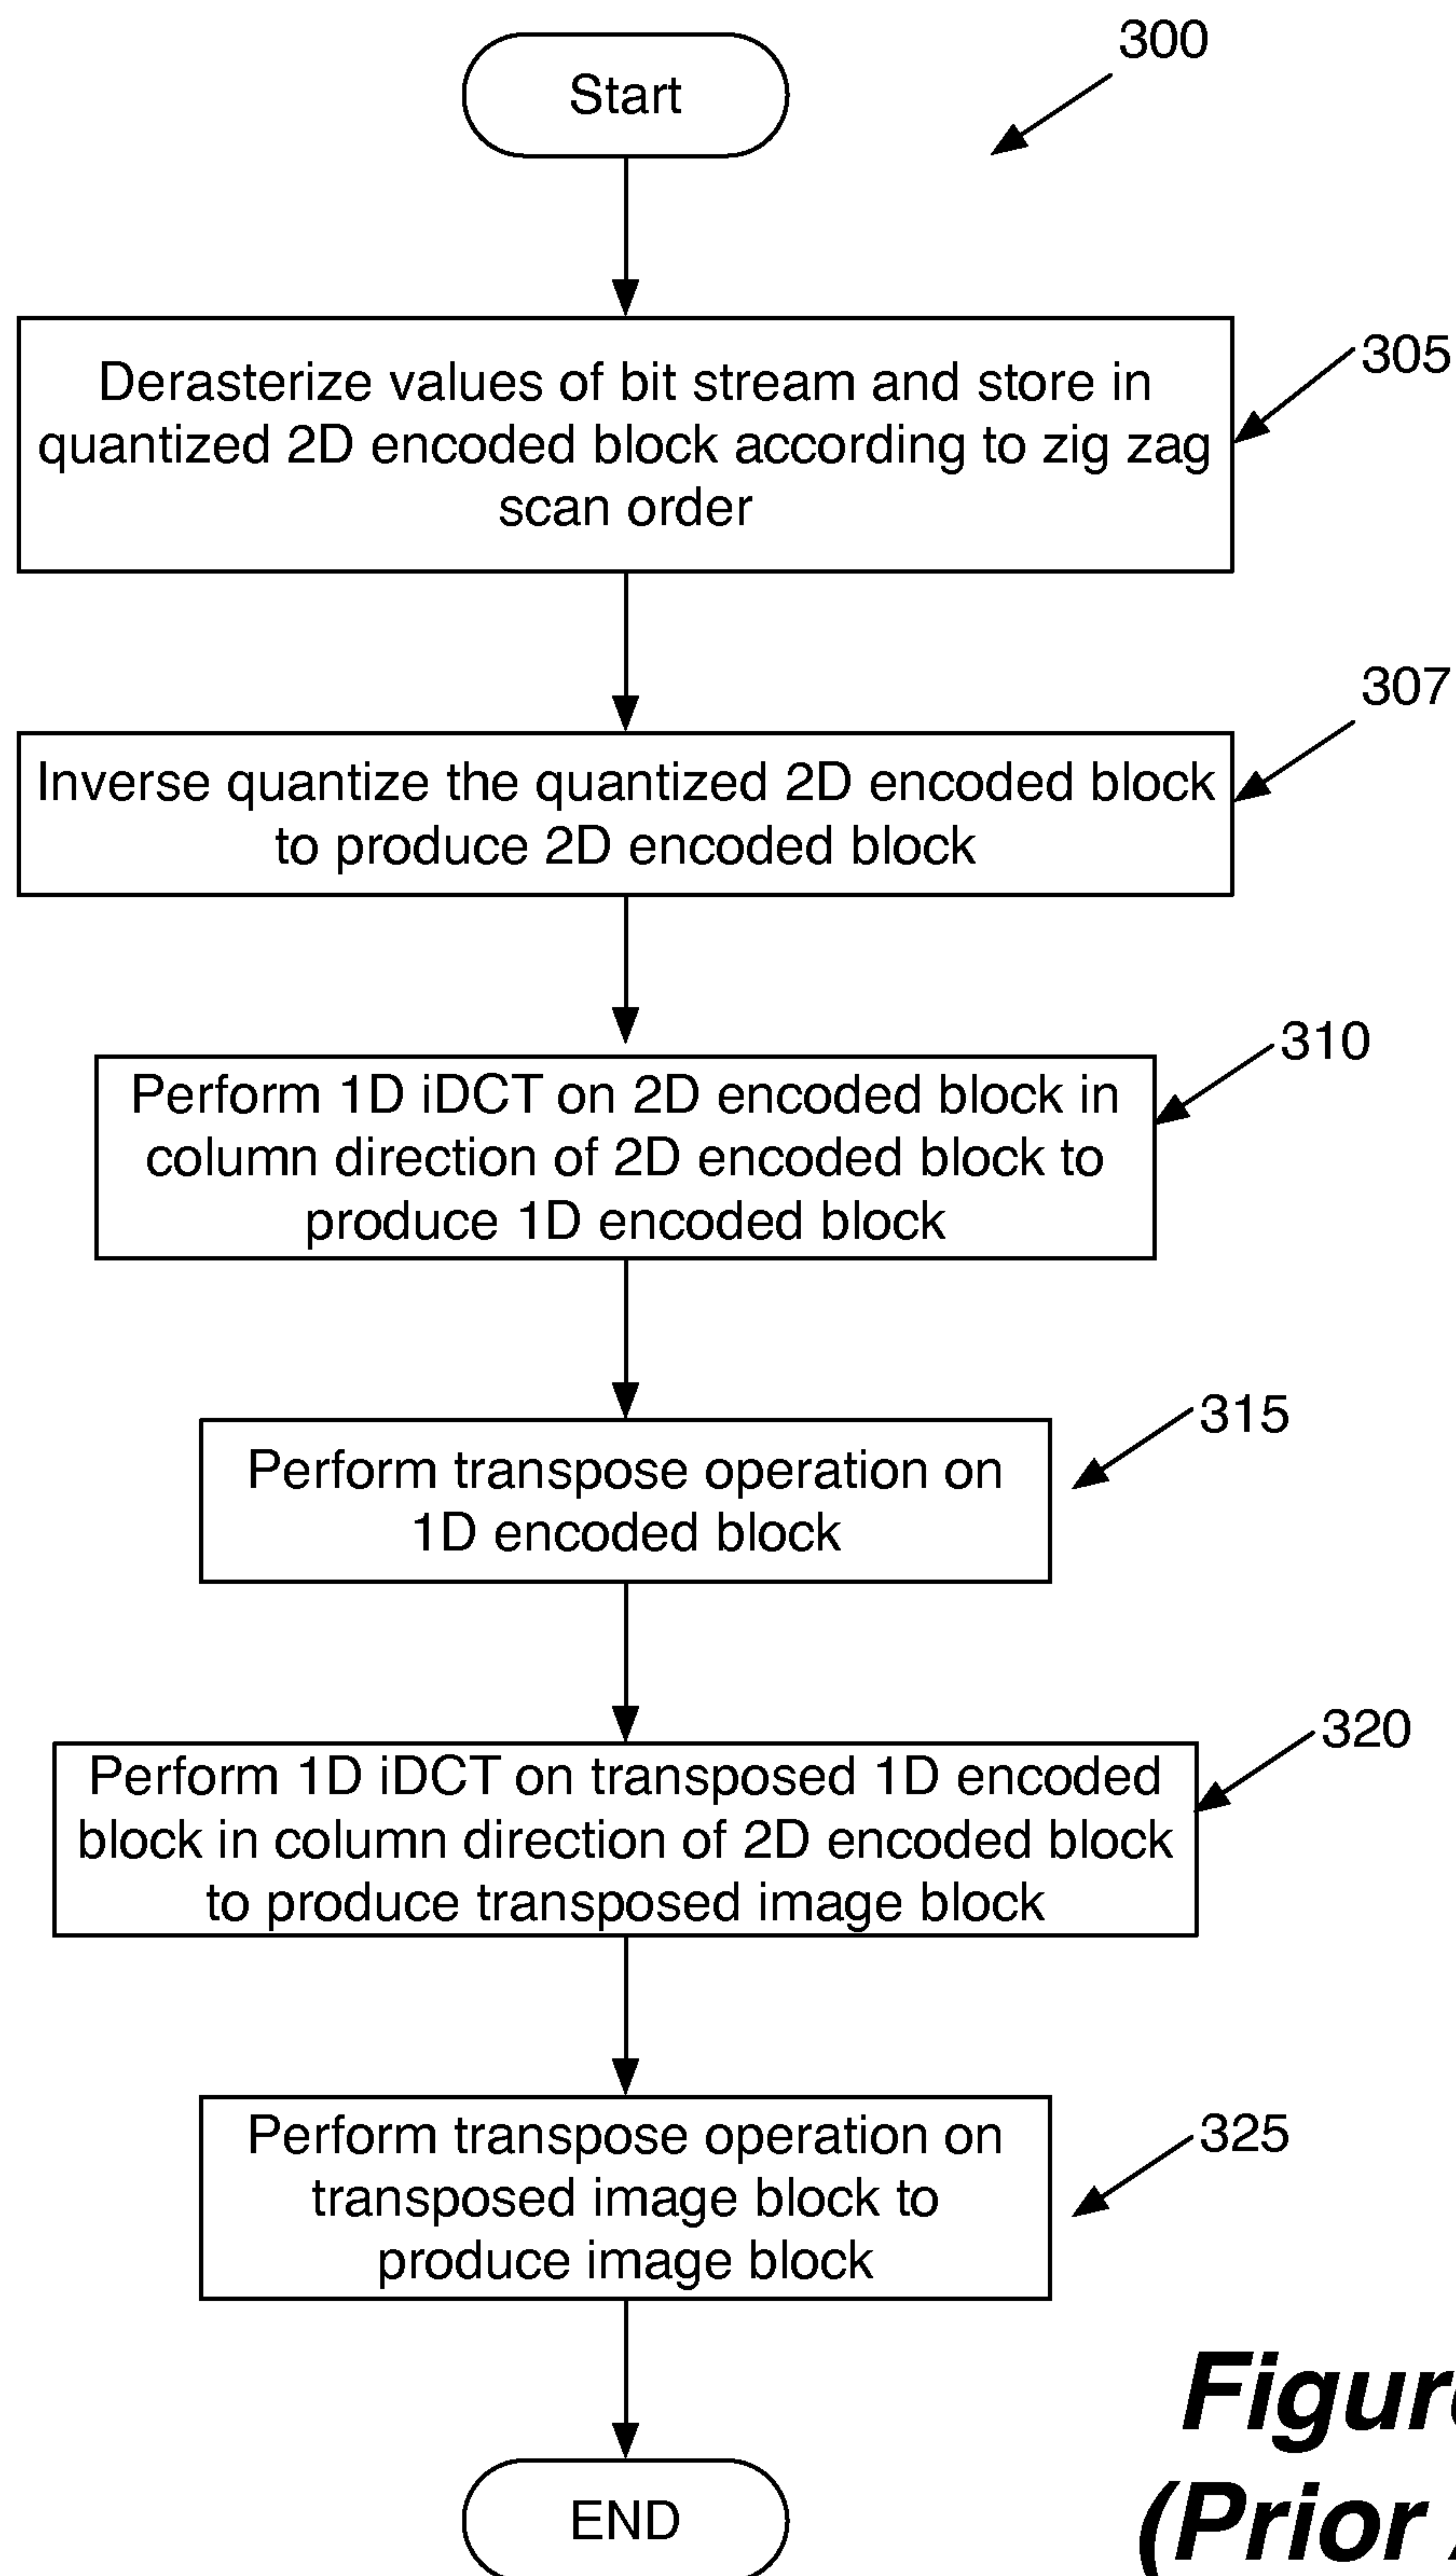 300
Start
305
Derasterize values of bit stream and store in
quantized 2D encoded block according to zig zag
scan order
307
Inverse quantize the quantized 2D encoded block
to produce 2D encoded block
310
Perform 1D iDCT on 2D encoded block in
column direction of 2D encoded block to
produce 1D encoded block
315
Perform transpose operation on
1D encoded block
320
Perform 1D iDCT on transposed 1D encoded
block in column direction of 2D encoded block
to produce transposed image block
325
Perform transpose operation on
transposed image block to
produce image block
Figure
(Prior
END